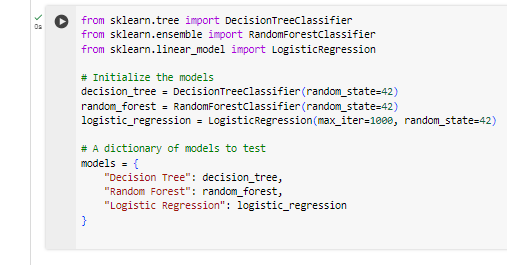 0s
from sklearn.tree import DecisionTreeClassifier
from sklearn.ensemble import RandomForestClassifier
from sklearn.linear_model import LogisticRegression

# Initialize the models
decision_tree = DecisionTreeClassifier(random_state=42)
random_forest = RandomForestClassifier(random_state=42)
logistic_regression = LogisticRegression(max_iter=1000, random_state=42)

# A dictionary of models to test
models = {
    "Decision Tree": decision_tree,
    "Random Forest": random_forest,
    "Logistic Regression": logistic_regression
}